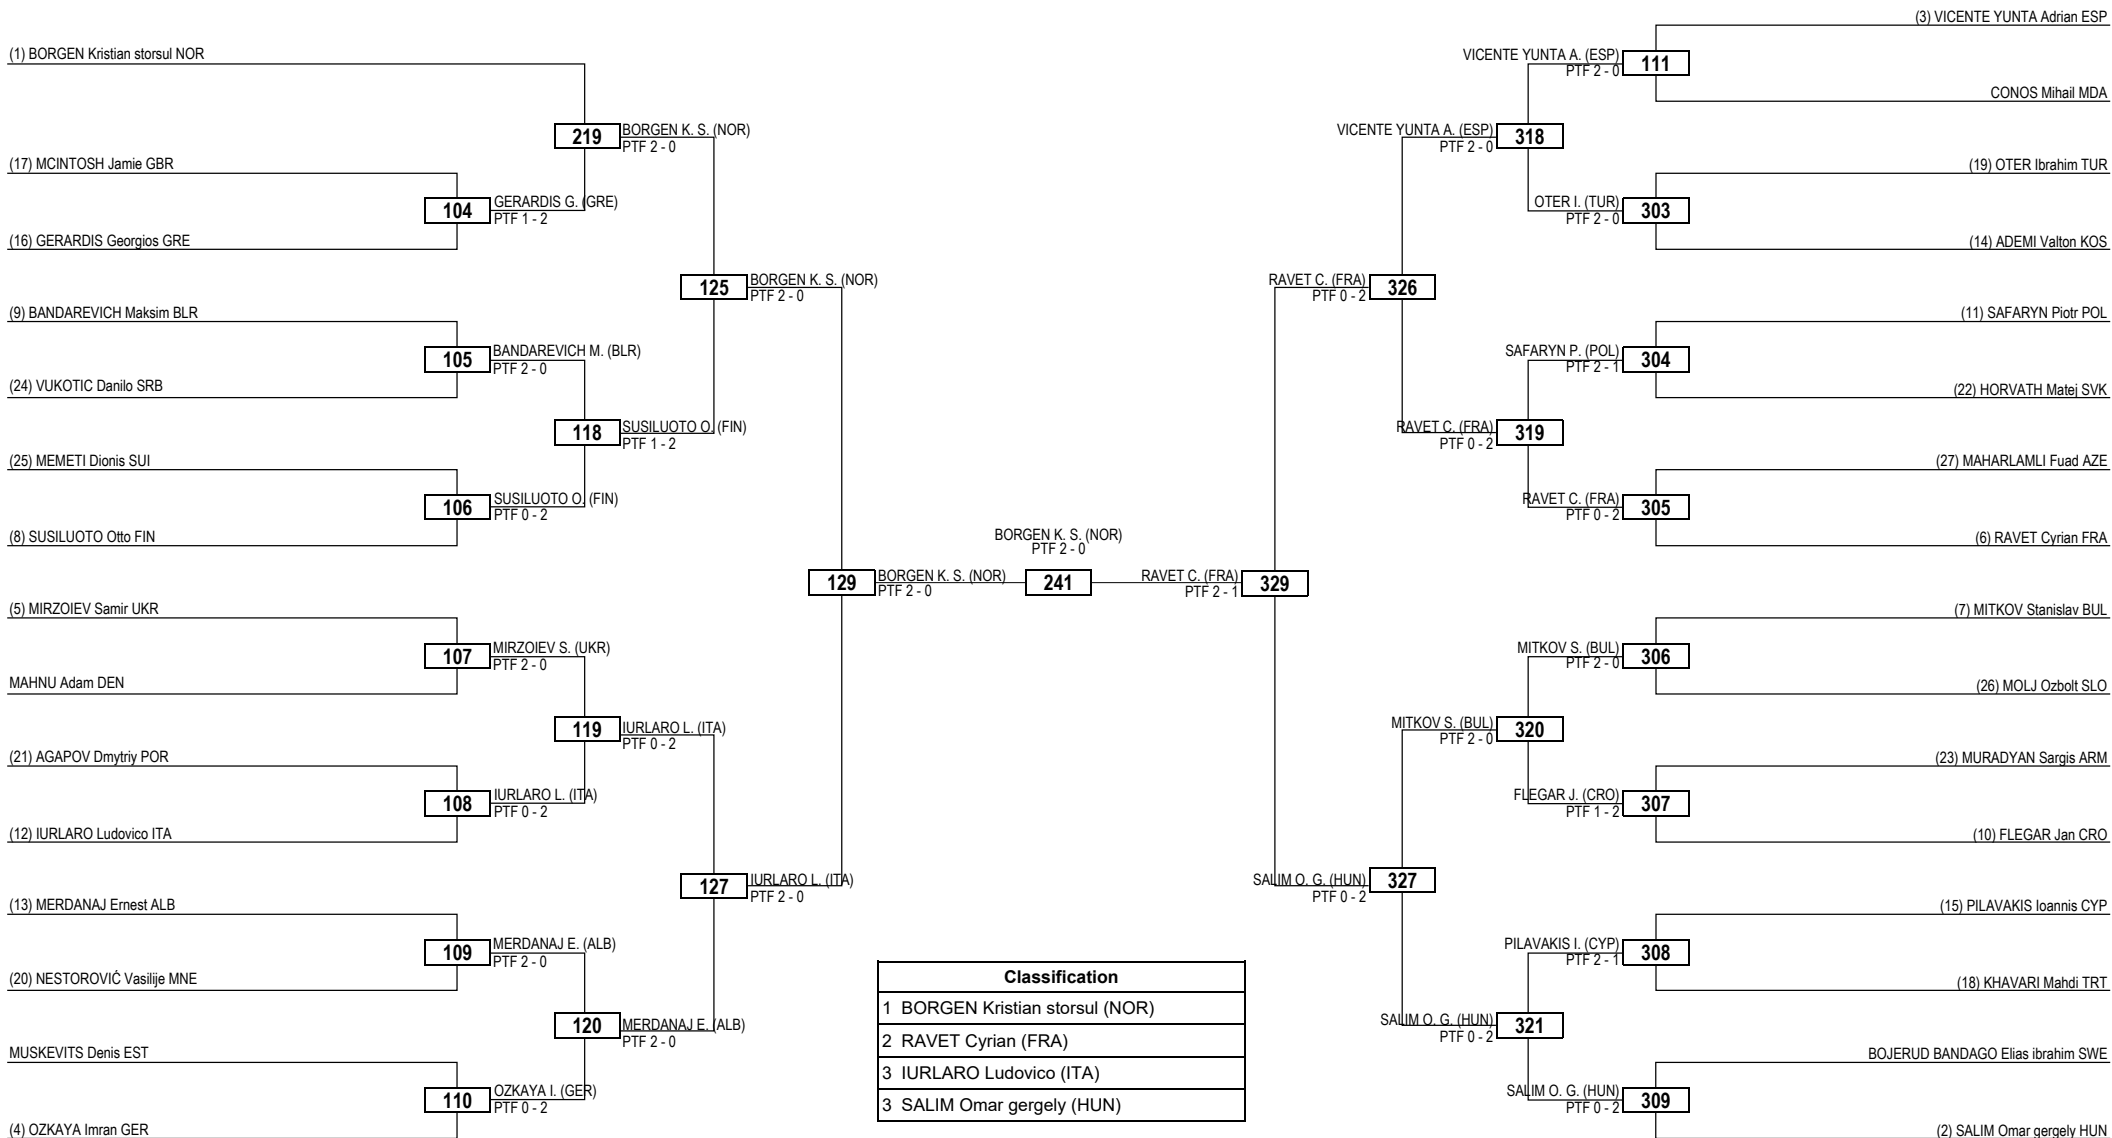 (1) BORGEN Kristian storsul NOR
219
BORGEN K. S. (NOR)
PTF 2 - 0
(17) MCINTOSH Jamie GBR
104
GERARDIS G. (GRE)
PTF 1 - 2
(16) GERARDIS Georgios GRE
125
BORGEN K. S. (NOR)
PTF 2 - 0
(9) BANDAREVICH Maksim BLR
105
BANDAREVICH M. (BLR)
PTF 2 - 0
(24) VUKOTIC Danilo SRB
118
SUSILUOTO O. (FIN)
PTF 1 - 2
(25) MEMETI Dionis SUI
106
SUSILUOTO O. (FIN)
PTF 0 - 2
(8) SUSILUOTO Otto FIN
129
BORGEN K. S. (NOR)
PTF 2 - 0
(5) MIRZOIEV Samir UKR
107
MIRZOIEV S. (UKR)
PTF 2 - 0
MAHNU Adam DEN
119
IURLARO L. (ITA)
PTF 0 - 2
(21) AGAPOV Dmytriy POR
108
IURLARO L. (ITA)
PTF 0 - 2
(12) IURLARO Ludovico ITA
127
IURLARO L. (ITA)
PTF 2 - 0
(13) MERDANAJ Ernest ALB
109
MERDANAJ E. (ALB)
PTF 2 - 0
(20) NESTOROVIĆ Vasilije MNE
120
MERDANAJ E. (ALB)
PTF 2 - 0
MUSKEVITS Denis EST
110
OZKAYA I. (GER)
PTF 0 - 2
(4) OZKAYA Imran GER
BORGEN K. S. (NOR)
PTF 2 - 0
241
Classification
1 BORGEN Kristian storsul (NOR)
2 RAVET Cyrian (FRA)
3 IURLARO Ludovico (ITA)
3 SALIM Omar gergely (HUN)
(3) VICENTE YUNTA Adrian ESP
VICENTE YUNTA A. (ESP)
PTF 2 - 0
111
CONOS Mihail MDA
VICENTE YUNTA A. (ESP)
PTF 2 - 0
318
(19) OTER Ibrahim TUR
OTER I. (TUR)
PTF 2 - 0
303
(14) ADEMI Valton KOS
RAVET C. (FRA)
PTF 0 - 2
326
(11) SAFARYN Piotr POL
SAFARYN P. (POL)
PTF 2 - 1
304
(22) HORVATH Matej SVK
RAVET C. (FRA)
PTF 0 - 2
319
(27) MAHARLAMLI Fuad AZE
RAVET C. (FRA)
PTF 0 - 2
305
(6) RAVET Cyrian FRA
RAVET C. (FRA)
PTF 2 - 1
329
(7) MITKOV Stanislav BUL
MITKOV S. (BUL)
PTF 2 - 0
306
(26) MOLJ Ozbolt SLO
MITKOV S. (BUL)
PTF 2 - 0
320
(23) MURADYAN Sargis ARM
FLEGAR J. (CRO)
PTF 1 - 2
307
(10) FLEGAR Jan CRO
SALIM O. G. (HUN)
PTF 0 - 2
327
(15) PILAVAKIS Ioannis CYP
PILAVAKIS I. (CYP)
PTF 2 - 1
308
(18) KHAVARI Mahdi TRT
SALIM O. G. (HUN)
PTF 0 - 2
321
BOJERUD BANDAGO Elias ibrahim SWE
SALIM O. G. (HUN)
PTF 0 - 2
309
(2) SALIM Omar gergely HUN